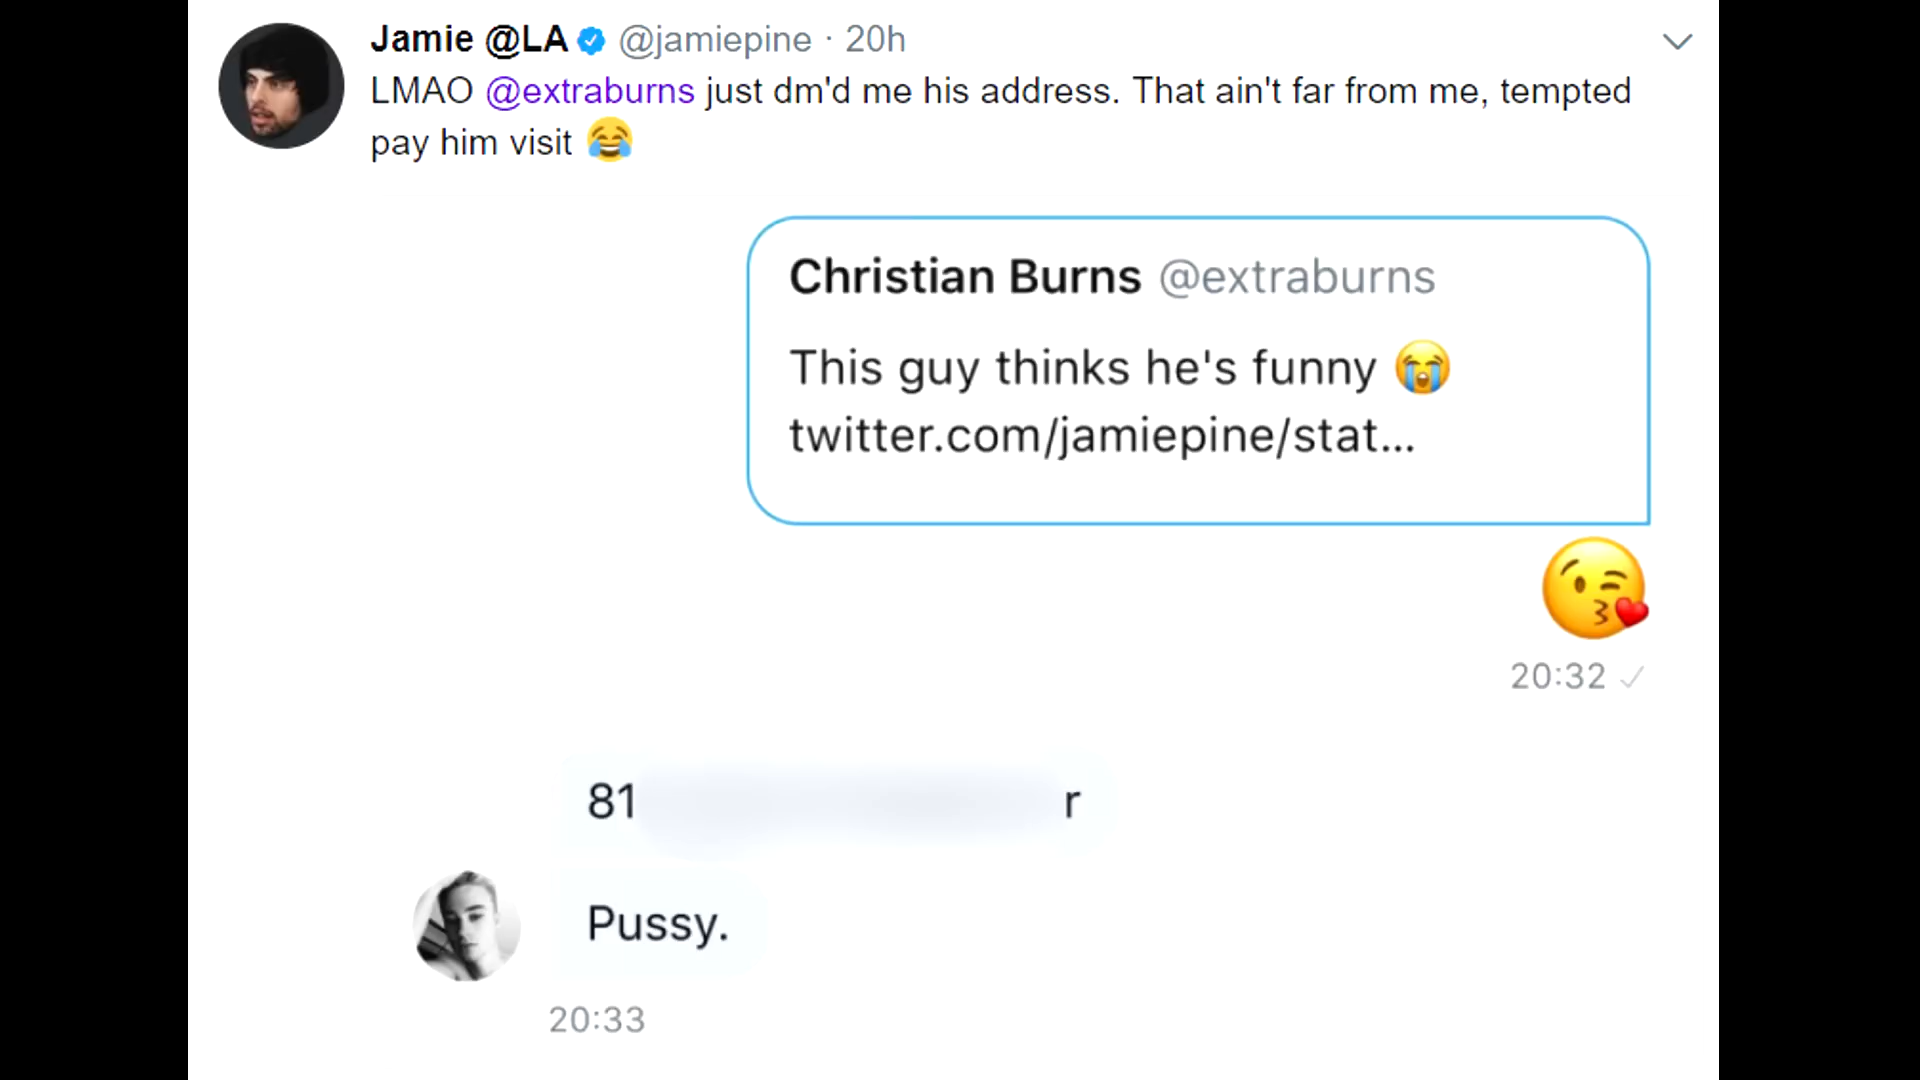 Jamie @LA @jamiepine · 20h
LMAO @extraburns just dm'd me his address. That ain't far from me, tempted
pay him visit 😂
Christian Burns @extraburns
This guy thinks he's funny 😭
twitter.com/jamiepine/stat...
😘
20:32 ✓
81 r
Pussy.
20:33